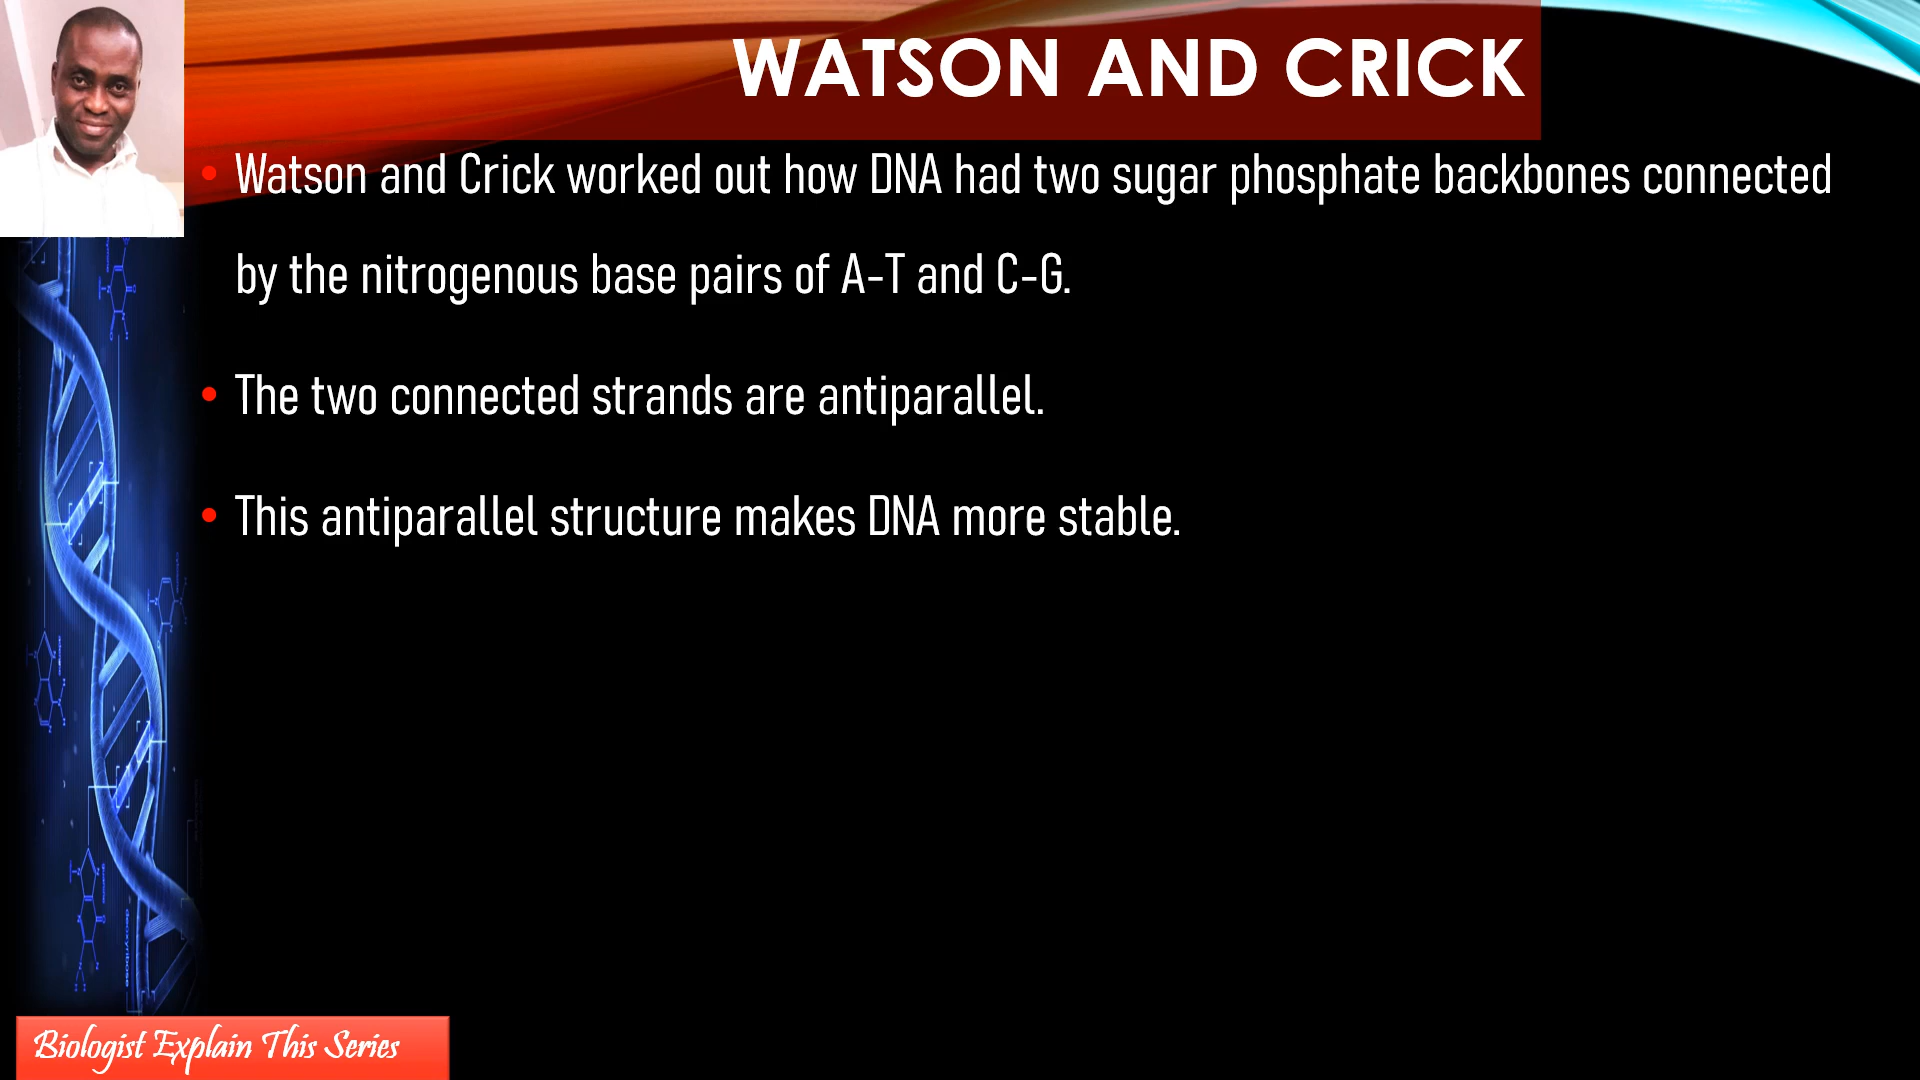 WATSON AND CRICK
• Watson and Crick worked out how DNA had two sugar phosphate backbones connected
by the nitrogenous base pairs of A-T and C-G.
• The two connected strands are antiparallel.
• This antiparallel structure makes DNA more stable.
deoxyribose
Biologist Explain This Series